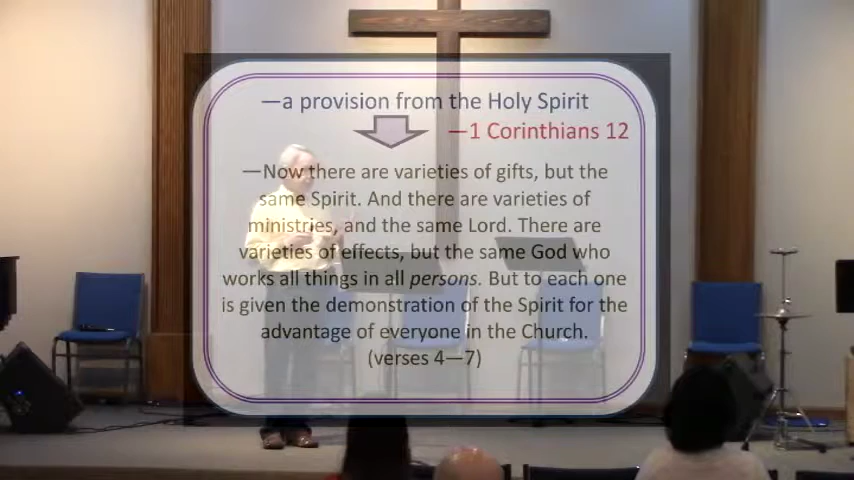 —a provision from the Holy Spirit
—1 Corinthians 12
—Now there are varieties of gifts, but the
same Spirit. And there are varieties of
ministries, and the same Lord. There are
varieties of effects, but the same God who
works all things in all persons. But to each one
is given the demonstration of the Spirit for the
advantage of everyone in the Church.
(verses 4—7)